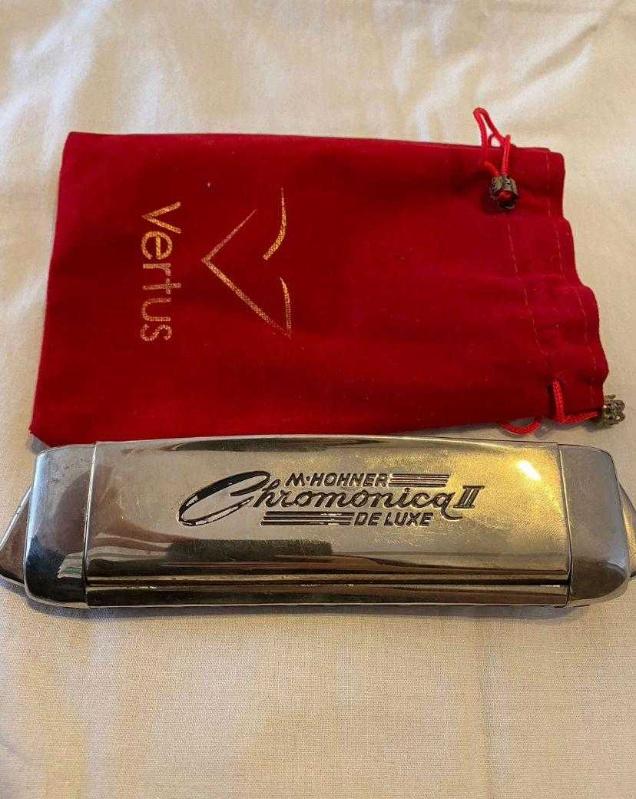 Vertus
M·HOHNER
Chromonica II
DE LUXE